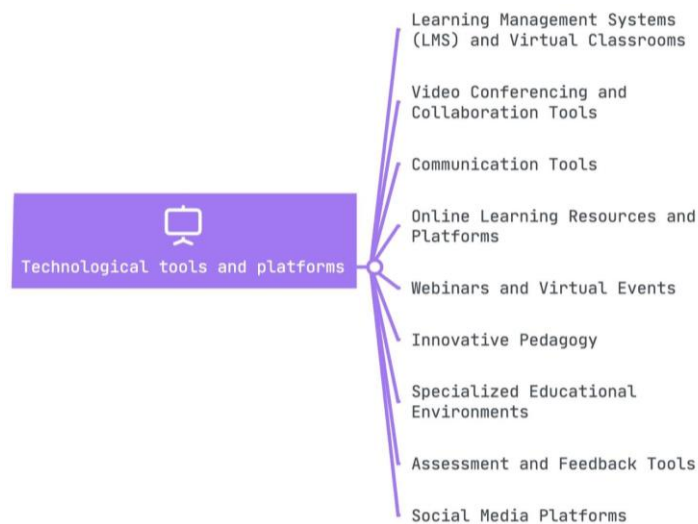 Learning Management Systems
(LMS) and Virtual Classrooms
Video Conferencing and
Collaboration Tools
Communication Tools
Online Learning Resources and
Platforms
Technological tools and platforms
Webinars and Virtual Events
Innovative Pedagogy
Specialized Educational
Environments
Assessment and Feedback Tools
Social Media Platforms